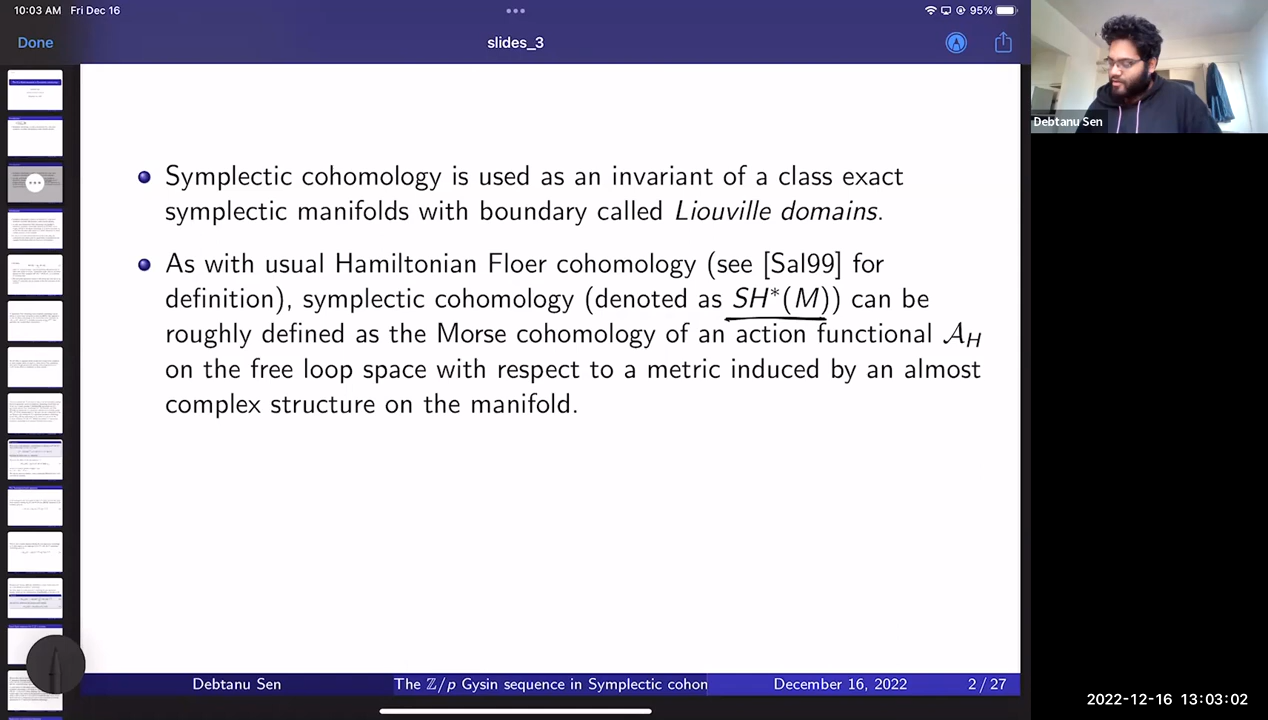 10:03 AM Fri Dec 16
95%
Done
slides_3
Symplectic cohomology is used as an invariant of a class exact
symplectic manifolds with boundary called Liouville domains.
As with usual Hamiltonian Floer cohomology (see [Sal99] for
definition), symplectic cohomology (denoted as SH*(M)) can be
roughly defined as the Morse cohomology of an action functional 𝒜_H
on the free loop space with respect to a metric induced by an almost
complex structure on the manifold.
Debtanu Sen
The ℤ/p Gysin sequence in Symplectic cohon
December 16, 2022
2 / 27
Debtanu Sen
2022-12-16 13:03:02